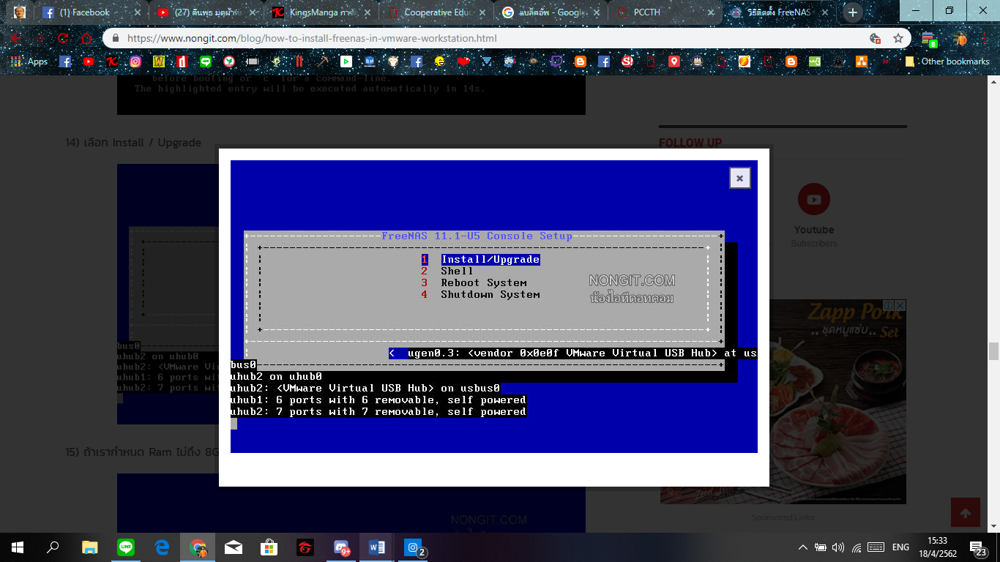 (1) Facebook
(27) คืนพุธ มุดผ้าห่
KingsManga การ์
Cooperative Edu
แบล็คอัพ - Google
PCCTH
วิธีติดตั้ง FreeNAS
https://www.nongit.com/blog/how-to-install-freenas-in-vmware-workstation.html
8
Apps
Other bookmarks
before booting or `c' for a command-line.
The highlighted entry will be executed automatically in 14s.
14) เลือก Install / Upgrade
FOLLOW UP
Youtube
Subscribers
FreeNAS 11.1-U5 Console Setup
1 Install/Upgrade
2 Shell
3 Reboot System
4 Shutdown System
NONGIT.COM
น้องไอทีดอทคอม
< ugen0.3: <vendor 0x0e0f VMware Virtual USB Hub> at us
bus0
uhub2 on uhub0
uhub2: <VMware Virtual USB Hub> on usbus0
uhub1: 6 ports with 6 removable, self powered
uhub2: 7 ports with 7 removable, self powered
bus0
uhub2 on uhub0
uhub2: <VMware
uhub1: 6 ports
uhub2: 7 ports
Zapp Pork
ชุดหมูแซ่บ
Set
15) ถ้าเรากำหนด Ram ไม่ถึง 8G
NONGIT.COM
Sponsored Links
LINE
9+
2
ENG
15:33
18/4/2562
23